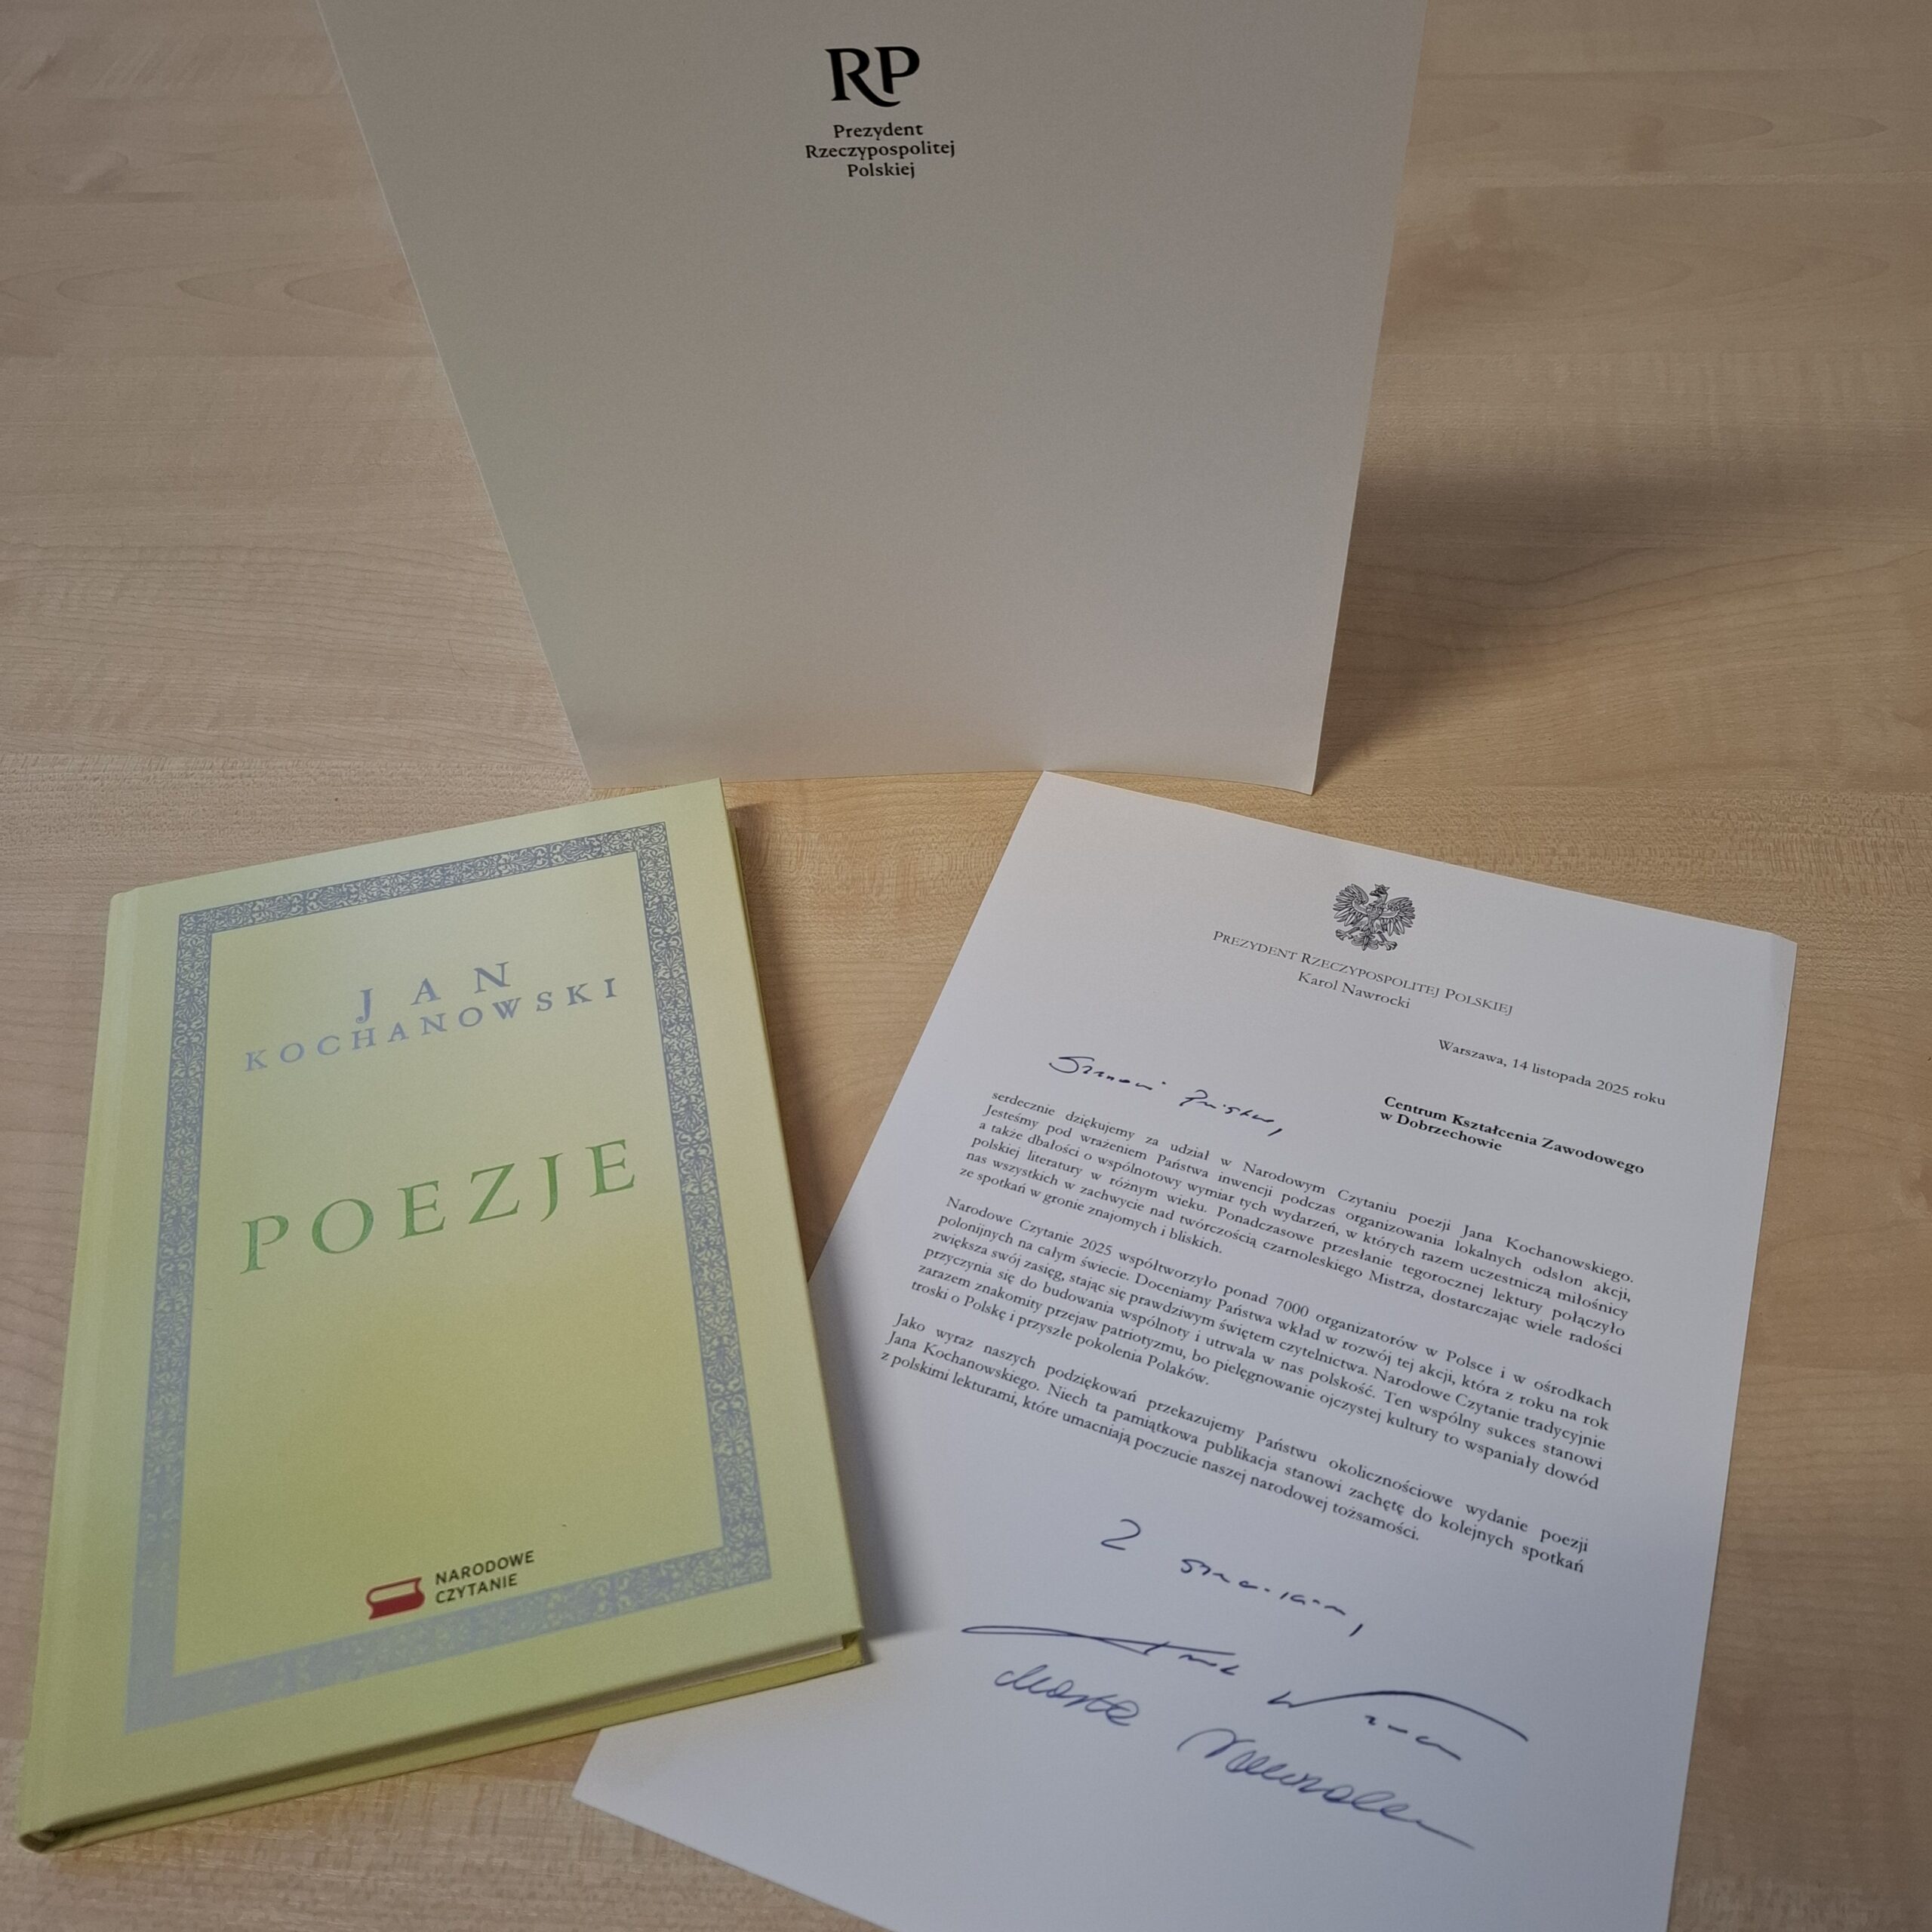 RP
Prezydent
Rzeczypospolitej
Polskiej
JAN
KOCHANOWSKI
POEZJE
NARODOWE
CZYTANIE
PREZYDENT RZECZYPOSPOLITEJ POLSKIEJ
Karol Nawrocki
Warszawa, 14 listopada 2025 roku
Szanowni Państwo,
Centrum Kształcenia Zawodowego
w Dobrzechowie
serdecznie dziękujemy za udział w Narodowym Czytaniu poezji Jana Kochanowskiego.
Jesteśmy pod wrażeniem Państwa inwencji podczas organizowania lokalnych odsłon akcji,
a także dbałości o wspólnotowy wymiar tych wydarzeń, w których razem uczestniczą miłośnicy
polskiej literatury w różnym wieku. Ponadczasowe przesłanie tegorocznej lektury połączyło
nas wszystkich w zachwycie nad twórczością czarnoleskiego Mistrza, dostarczając wiele radości
ze spotkań w gronie znajomych i bliskich.
Narodowe Czytanie 2025 współtworzyło ponad 7000 organizatorów w Polsce i w ośrodkach
polonijnych na całym świecie. Doceniamy Państwa wkład w rozwój tej akcji, która z roku na rok
zwiększa swój zasięg, stając się prawdziwym świętem czytelnictwa. Narodowe Czytanie tradycyjnie
przyczynia się do budowania wspólnoty i utrwala w nas polskość. Ten wspólny sukces stanowi
zarazem znakomity przejaw patriotyzmu, bo pielęgnowanie ojczystej kultury to wspaniały dowód
troski o Polskę i przyszłe pokolenia Polaków.
Jako wyraz naszych podziękowań przekazujemy Państwu okolicznościowe wydanie poezji
Jana Kochanowskiego. Niech ta pamiątkowa publikacja stanowi zachętę do kolejnych spotkań
z polskimi lekturami, które umacniają poczucie naszej narodowej tożsamości.
Z
Marta